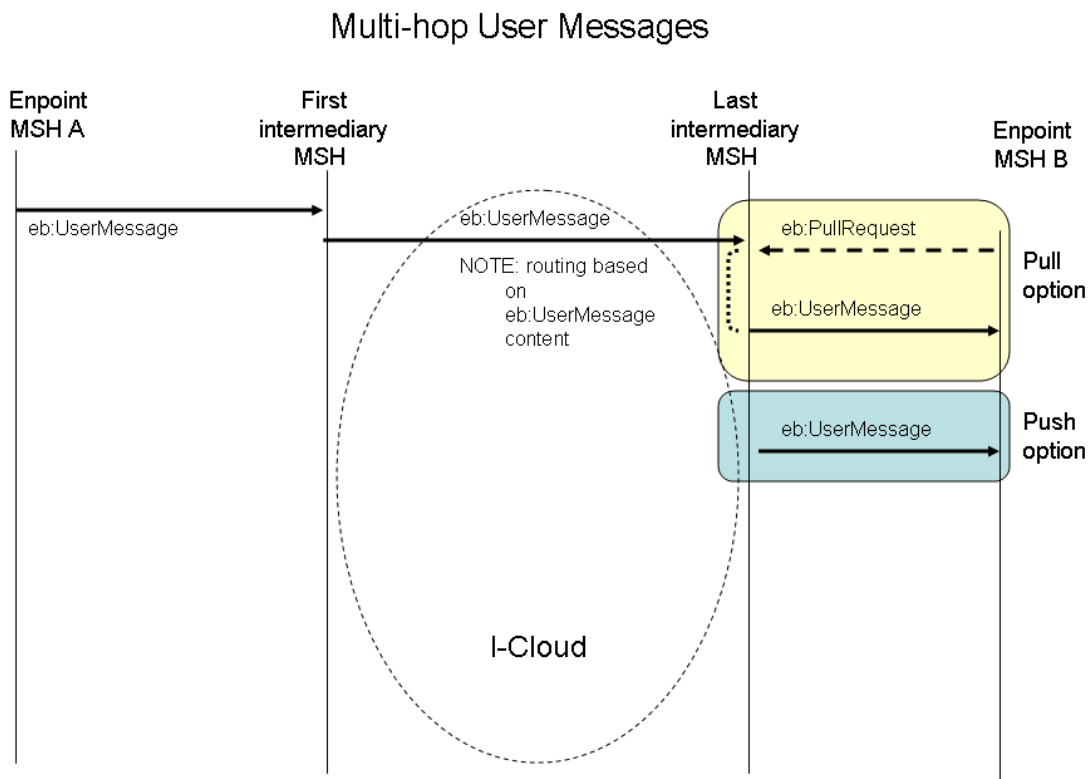 Multi-hop User Messages
Enpoint
MSH A
First
intermediary
MSH
Last
intermediary
MSH
Enpoint
MSH B
eb:UserMessage
eb:UserMessage
NOTE: routing based
on
eb:UserMessage
content
eb:PullRequest
eb:UserMessage
Pull
option
eb:UserMessage
Push
option
I-Cloud